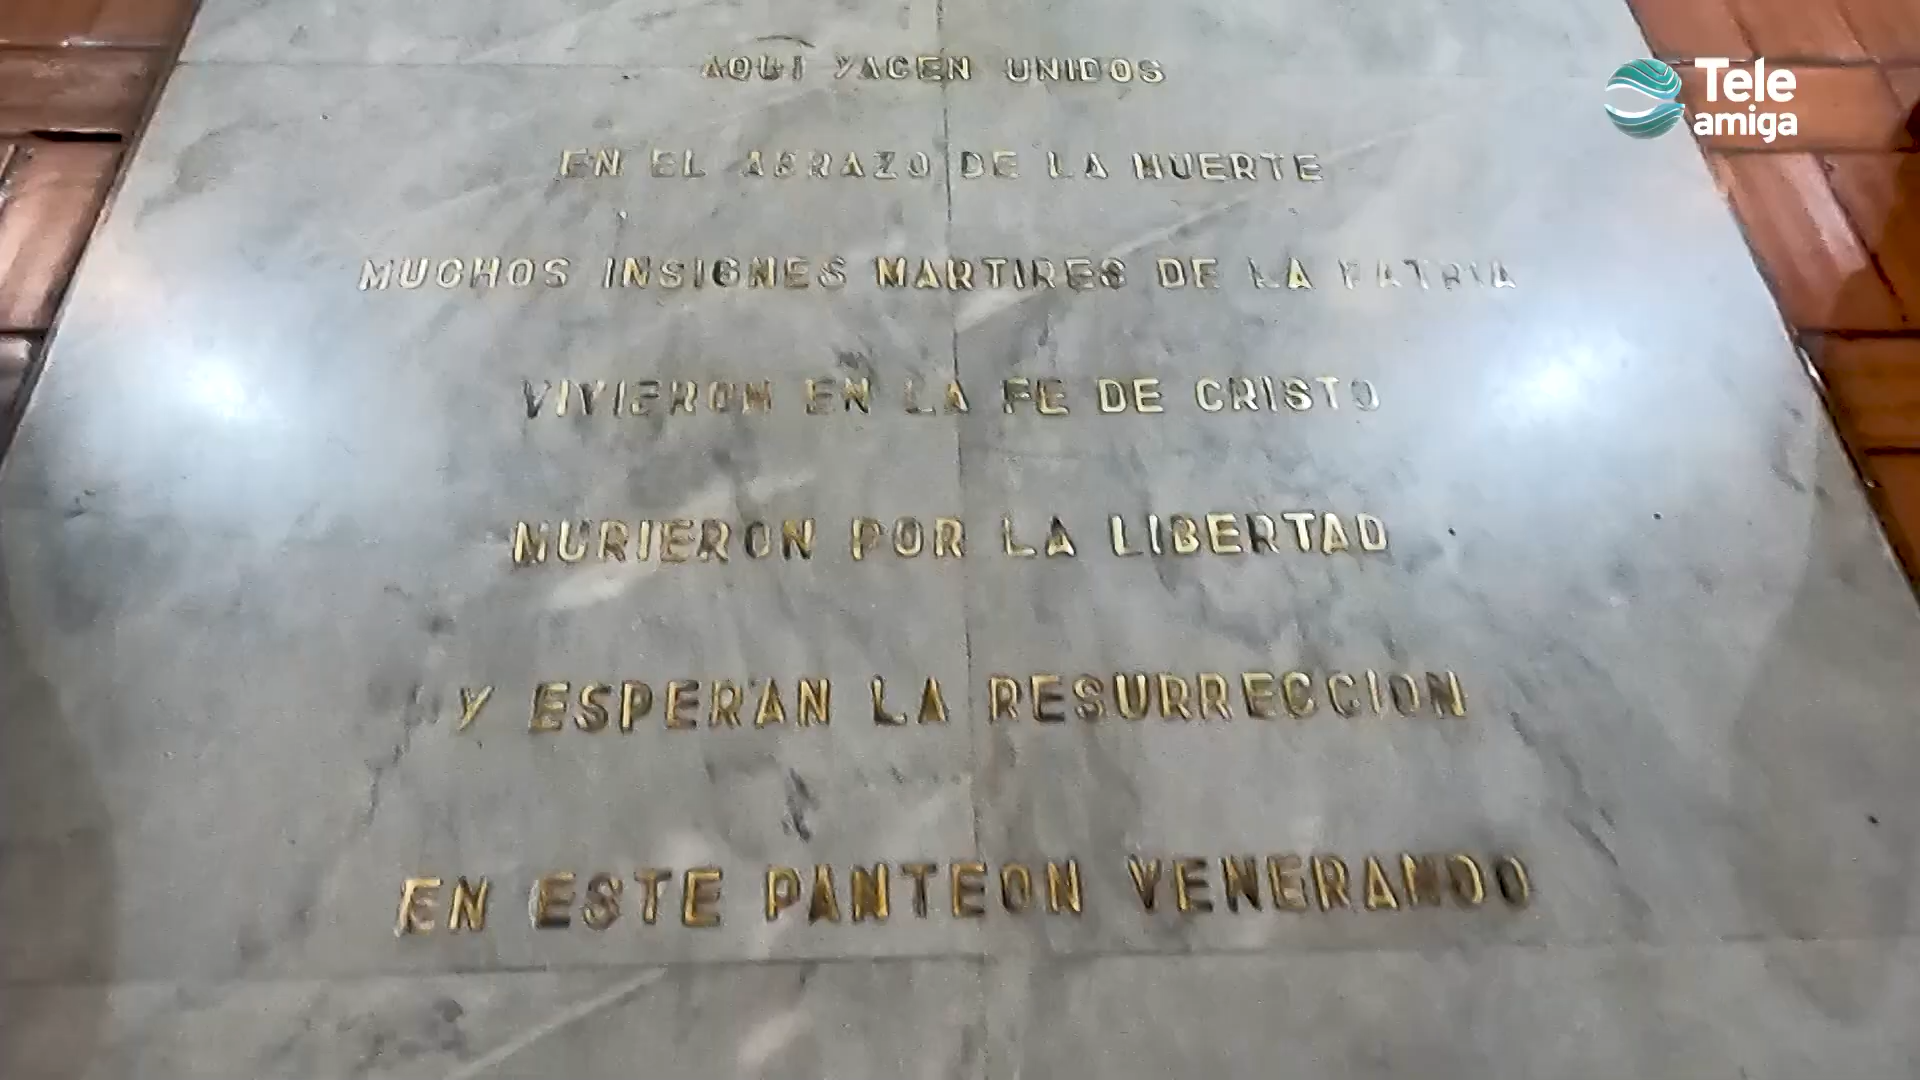 AQUI YACEN UNIDOS
EN EL ABRAZO DE LA MUERTE
MUCHOS INSIGNES MARTIRES DE LA PATRIA
VIVIERON EN LA FE DE CRISTO
MURIERON POR LA LIBERTAD
Y ESPERAN LA RESURRECCION
EN ESTE PANTEON VENERANDO
Tele
amiga